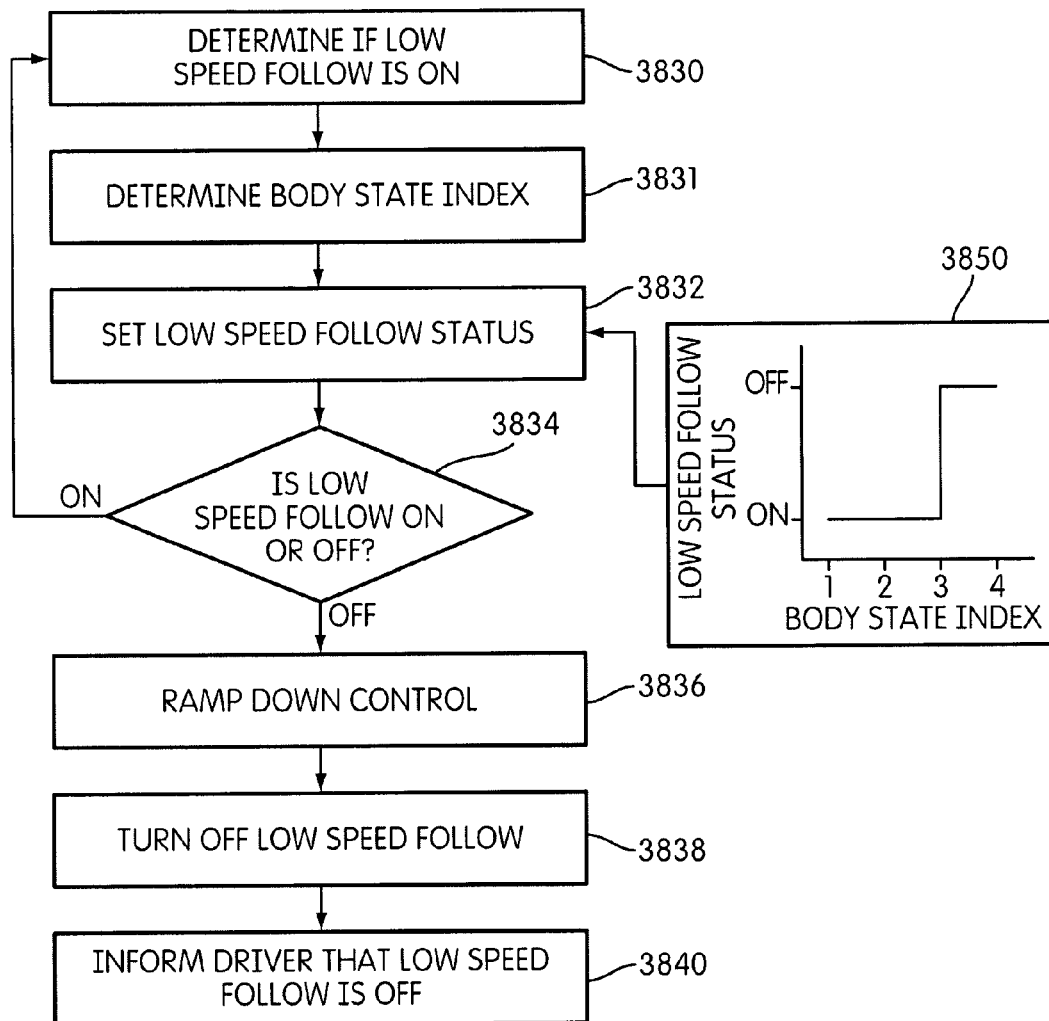 DETERMINE IF LOW
SPEED FOLLOW IS ON
3830
DETERMINE BODY STATE INDEX
3831
SET LOW SPEED FOLLOW STATUS
3832
3834
IS LOW
SPEED FOLLOW ON
OR OFF?
ON
OFF
RAMP DOWN CONTROL
3836
TURN OFF LOW SPEED FOLLOW
3838
INFORM DRIVER THAT LOW SPEED
FOLLOW IS OFF
3840
3850
LOW SPEED FOLLOW
STATUS
OFF
ON
1 2 3 4
BODY STATE INDEX